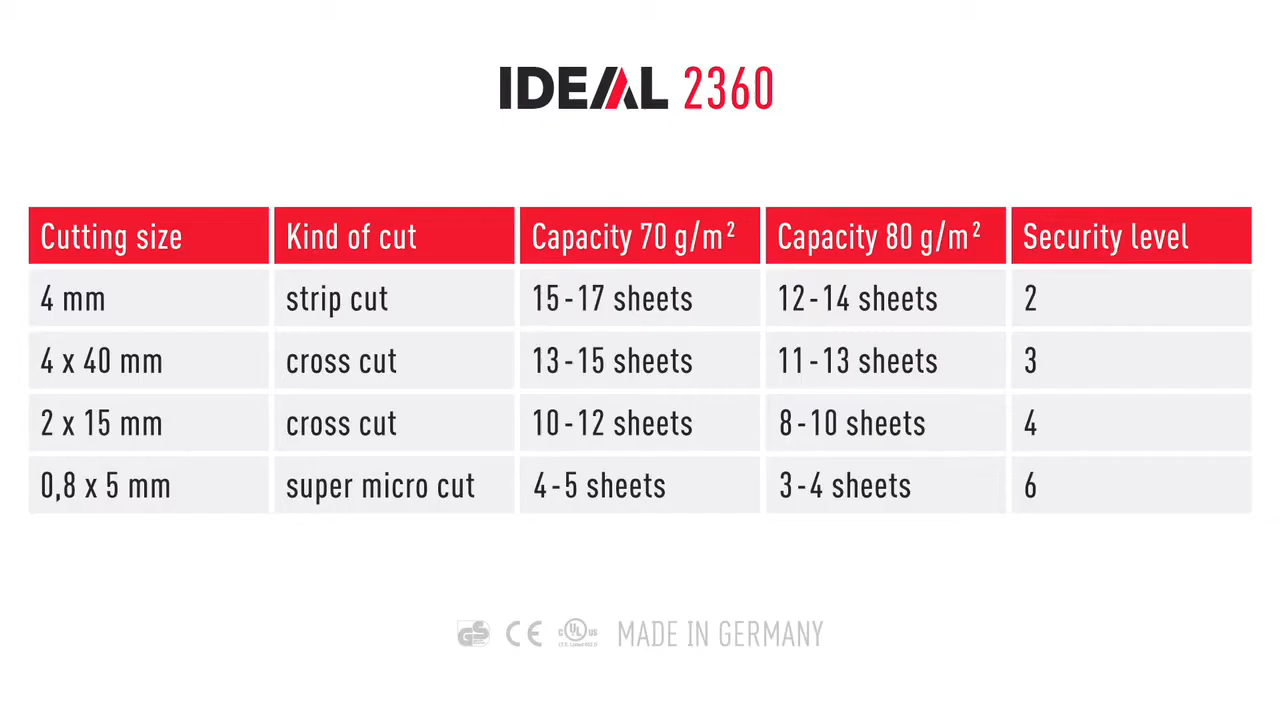 IDEAL 2360
Cutting size Kind of cut Capacity 70 g/m² Capacity 80 g/m² Security level
4 mm strip cut 15-17 sheets 12-14 sheets 2
4 x 40 mm cross cut 13-15 sheets 11-13 sheets 3
2 x 15 mm cross cut 10-12 sheets 8-10 sheets 4
0,8 x 5 mm super micro cut 4-5 sheets 3-4 sheets 6
GS CE c UL us MADE IN GERMANY